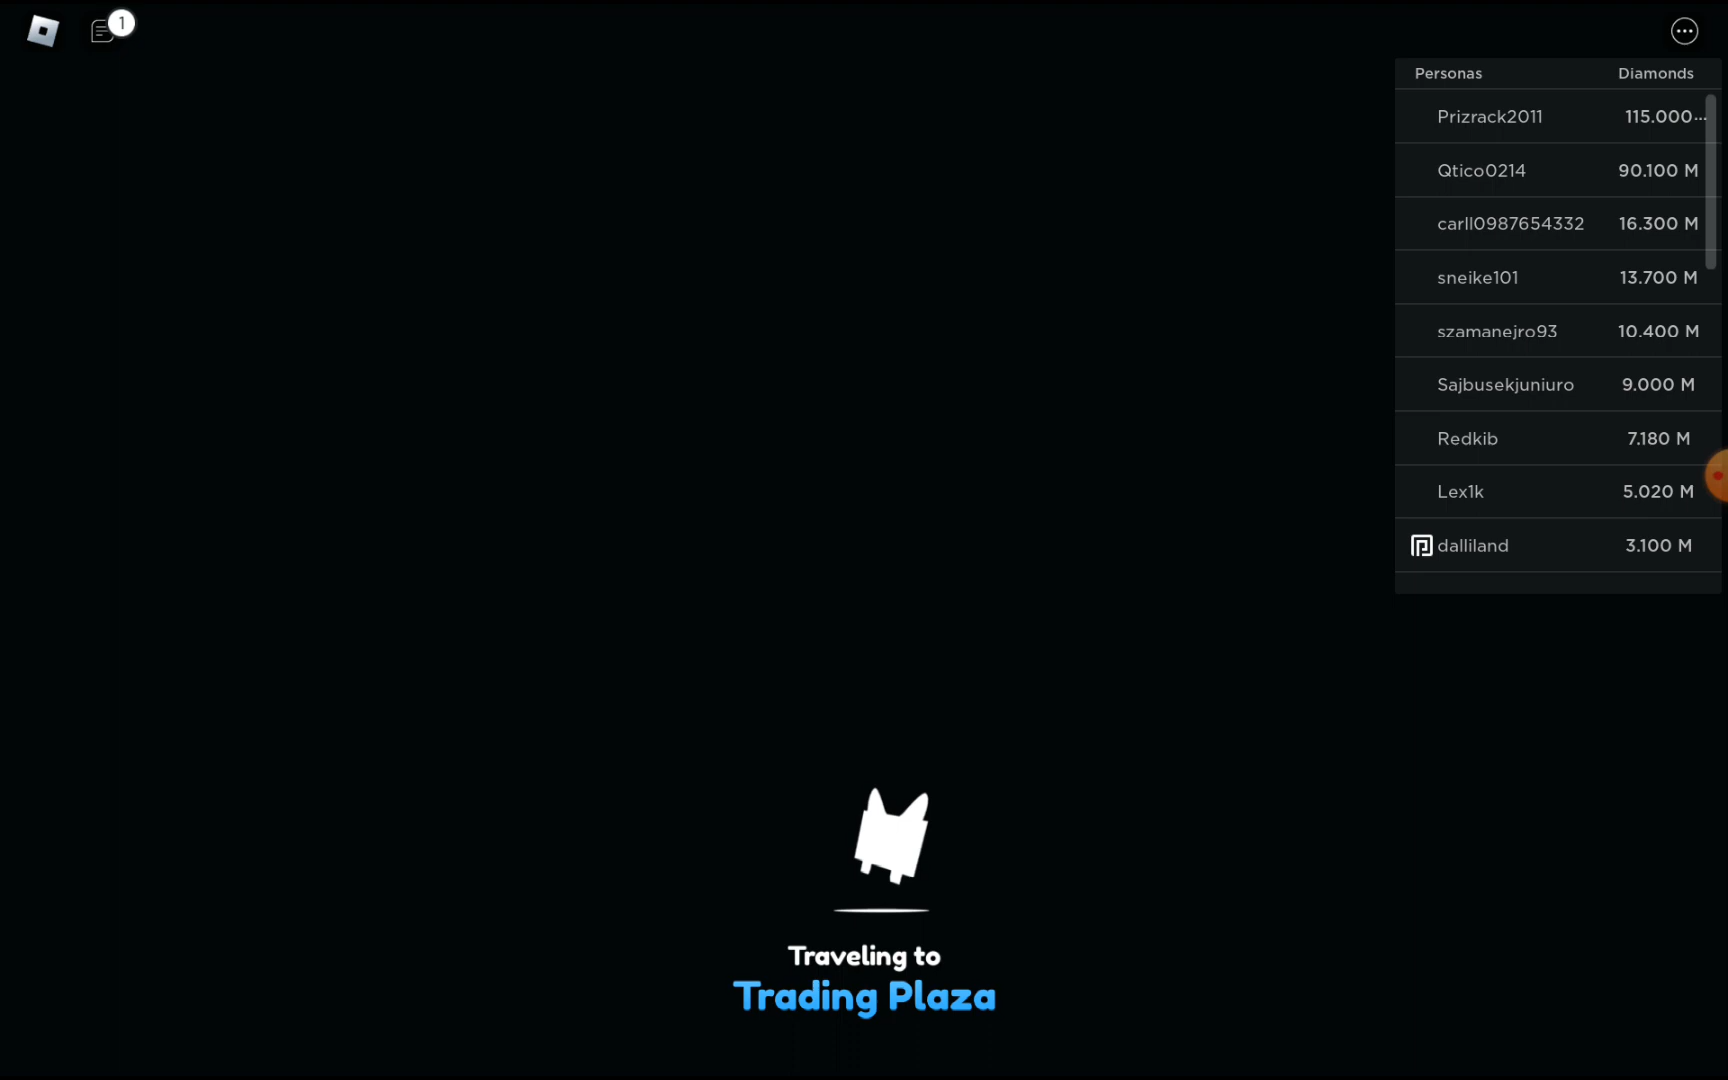 1
Personas Diamonds
Prizrack2011 115.000...
Qtico0214 90.100 M
carll0987654332 16.300 M
sneike101 13.700 M
szamanejro93 10.400 M
Sajbusekjuniuro 9.000 M
Redkib 7.180 M
Lex1k 5.020 M
dalliland 3.100 M
Traveling to
Trading Plaza